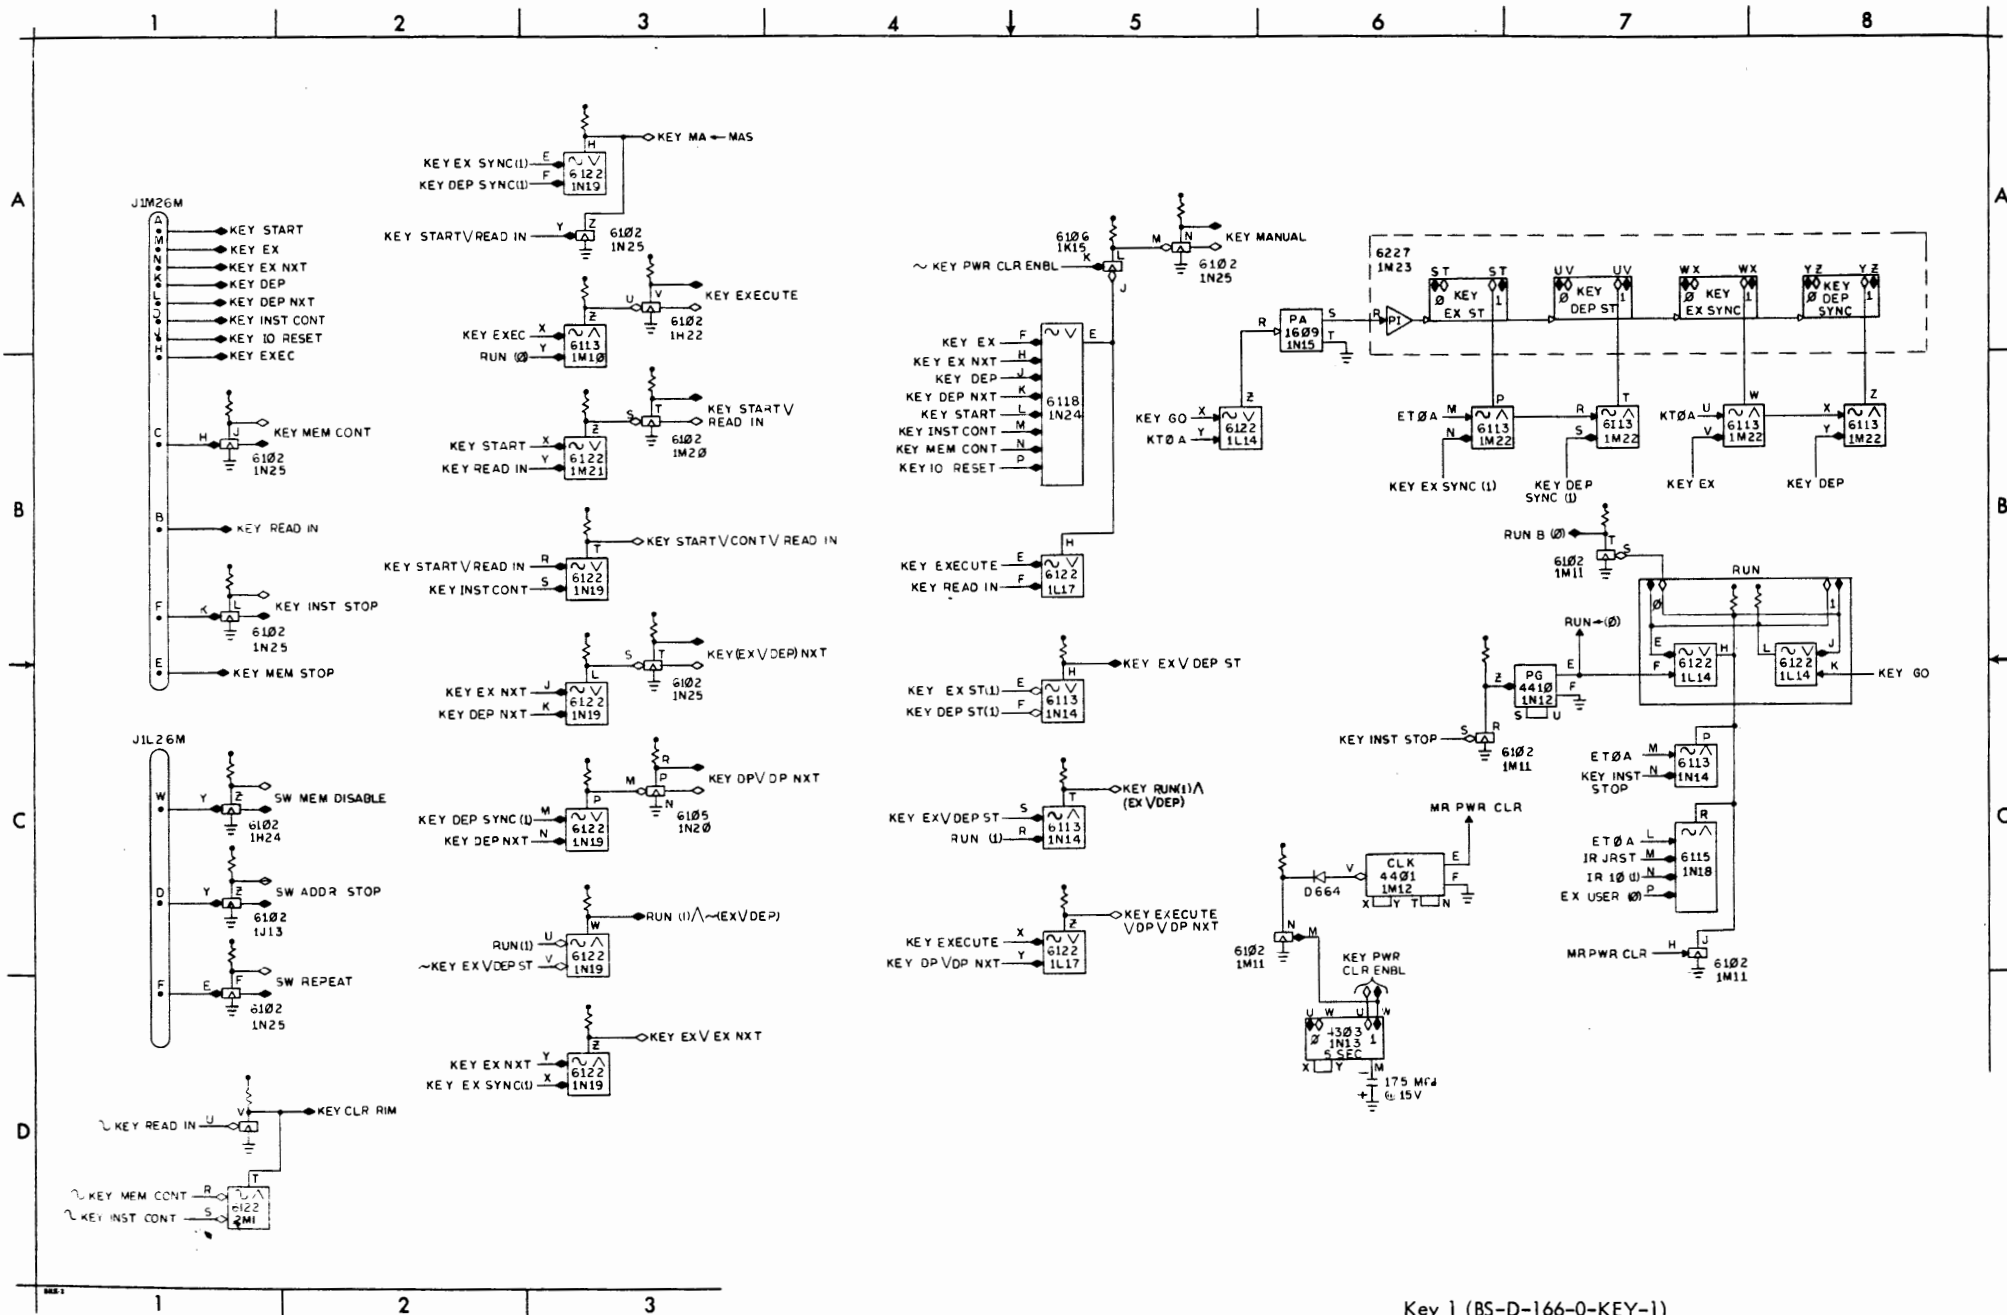 1 2 3 4 5 6 7 8
A
B
C
D
A
B
C
J1M26M
A KEY START
M KEY EX
N KEY EX NXT
K KEY DEP
L KEY DEP NXT
D KEY INST CONT
J KEY IO RESET
H KEY EXEC
C H J KEY MEM CONT
6102
1N25
B KEY READ IN
F K L KEY INST STOP
6102
1N25
E KEY MEM STOP
J1L26M
W Y Z SW MEM DISABLE
6102
1H24
D Y Z SW ADDR STOP
6102
1J13
F E F SW REPEAT
6102
1N25
V KEY CLR RIM
~ KEY READ IN U
T
~ KEY MEM CONT R ~ Λ
~ KEY INST CONT S 6122
2M1
KEY MA ← MAS
H
KEY EX SYNC(1) E ~ V
KEY DEP SYNC(1) F 6122
1N19
KEY START V READ IN Y Z 6102
1N25
KEY EXEC X Z ~ Λ
RUN (Ø) Y 6113
1M10
U V KEY EXECUTE
6102
1H22
KEY START X Z ~ V
KEY READ IN Y 6122
1M21
S T KEY START V
READ IN
6102
1M20
KEY START V CONT V READ IN
T
KEY START V READ IN R ~ V
KEY INST CONT S 6122
1N19
S T KEY (EX V DEP) NXT
6102
1N25
L
KEY EX NXT J ~ V
KEY DEP NXT K 6122
1N19
R
M P KEY DP V DP NXT
N 6105
1N20
P
KEY DEP SYNC (1) M ~ V
KEY DEP NXT N 6122
1N19
RUN (1) Λ ~(EX V DEP)
W
RUN(1) U ~ Λ
~KEY EX V DEP ST V 6122
1N19
KEY EX V EX NXT
Z
KEY EX NXT Y ~ V
KEY EX SYNC(1) X 6122
1N19
6106
1K15
~ KEY PWR CLR ENBL K L
J
M N KEY MANUAL
6102
1N25
KEY EX F ~ V E
KEY EX NXT H
KEY DEP J
KEY DEP NXT K 6118
KEY START L 1N24
KEY INST CONT M
KEY MEM CONT N
KEY IO RESET P
H
KEY EXECUTE E ~ V
KEY READ IN F 6122
1L17
KEY EX V DEP ST
H
KEY EX ST(1) E ~ V
KEY DEP ST(1) F 6113
1N14
KEY RUN(1) Λ
(EX V DEP)
T
KEY EX V DEP ST S ~ Λ
RUN (1) R 6113
1N14
KEY EXECUTE
V DP V DP NXT
Z
KEY EXECUTE X ~ V
KEY DP V DP NXT Y 6122
1L17
6227
1M23
R PA S R PI
1609
1N15 T
S T S T U V U V W X W X Y Z Y Z
Ø KEY 1
EX ST
Ø KEY 1
DEP ST
Ø KEY 1
EX SYNC
Ø KEY 1
DEP
SYNC
Z
KEY GO X ~ V
KTØA Y 6122
1L14
ETØA M P ~ Λ
N 6113
1M22
R T ~ Λ
S 6113
1M22
KTØA U W ~ Λ
V 6113
1M22
X Z ~ Λ
Y 6113
1M22
KEY EX SYNC (1)
KEY DEP
SYNC (1)
KEY EX
KEY DEP
RUN B (Ø) T S
6102
1M11
RUN
Ø 1
RUN←(Ø)
E ~ V H
F 6122
1L14
L ~ V J
6122 K KEY GO
1L14
Z PG E
4410 F
1N12
S U
KEY INST STOP S R
6102
1M11
P
ETØA M ~ Λ
KEY INST N 6113
STOP 1N14
R
ETØA L ~ Λ
IR JRST M 6115
IR 10 (1) N 1N18
EX USER (Ø) P
MR PWR CLR H J
6102
1M11
MR PWR CLR
D664 V CLK E
4401 F
1M12
X Y T N
N M
6102
1M11
KEY PWR
CLR ENBL
U W U W
Ø 1
1N13
5 SEC
X Y M
175 Mfd
@ 15V
1 2 3
Key 1 (BS-D-166-0-KEY-1)